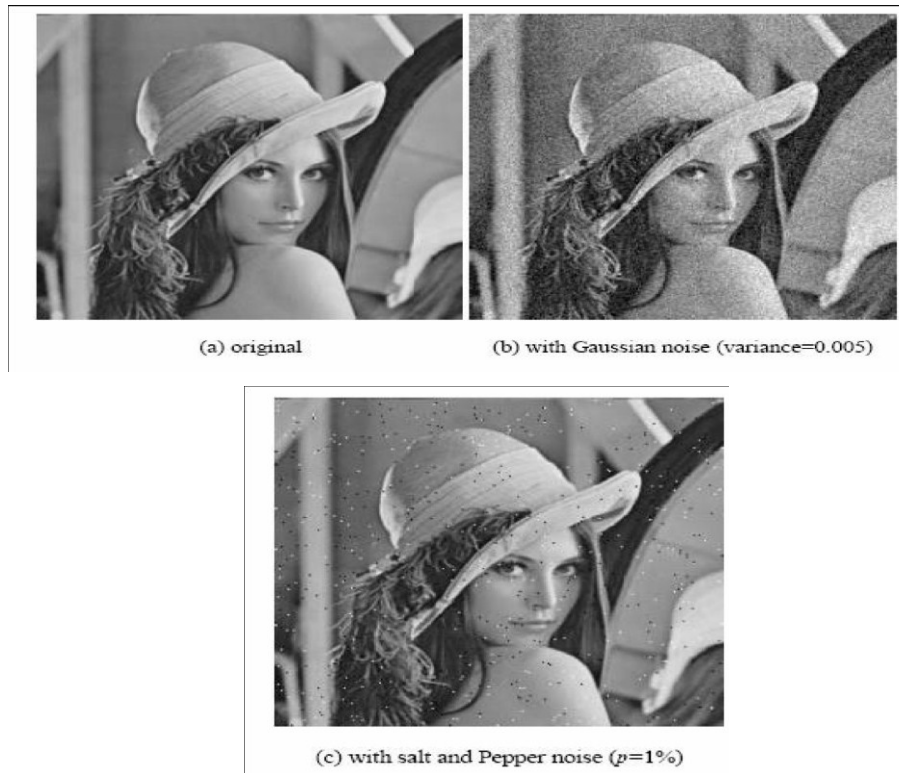 (a) original
(b) with Gaussian noise (variance=0.005)
(c) with salt and Pepper noise (p=1%)